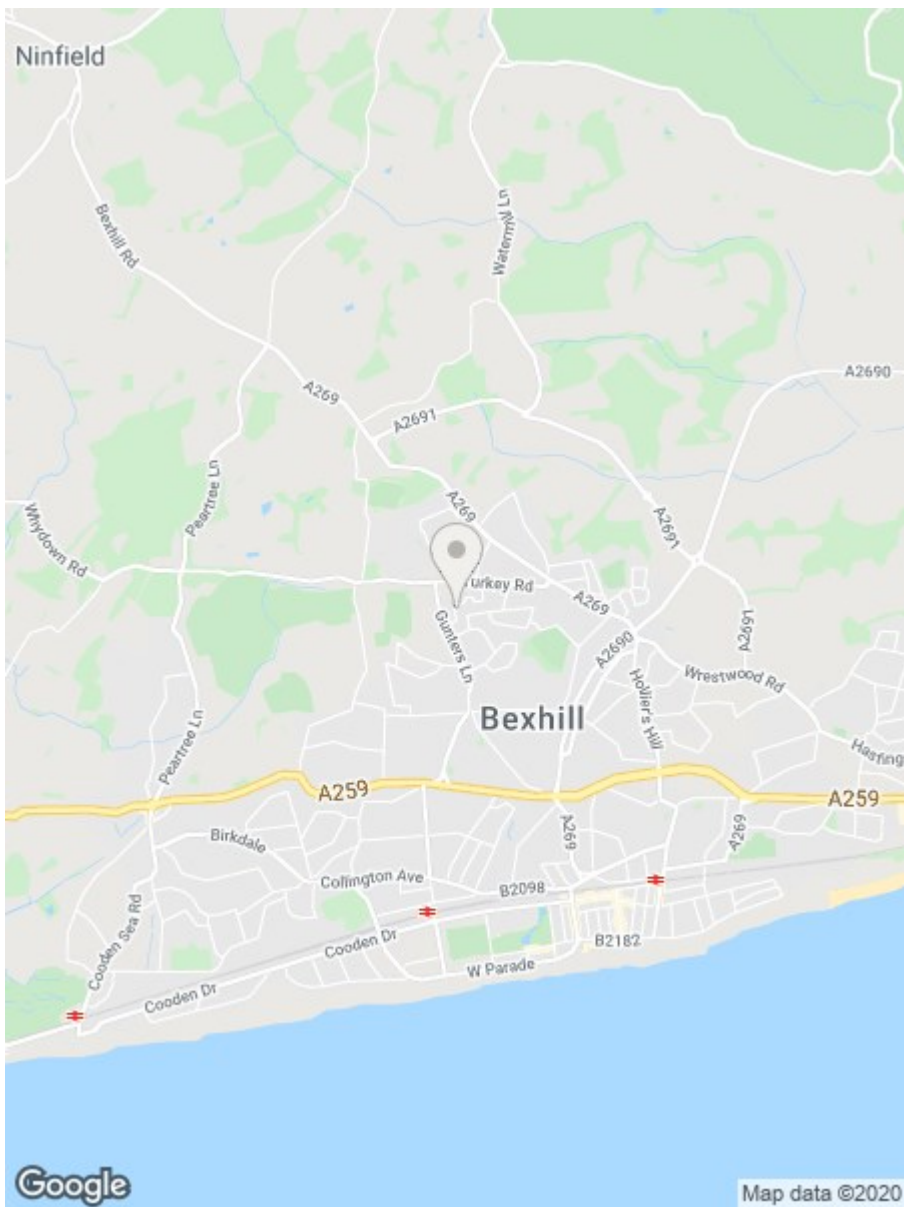 Ninfield
Bexhill Rd
Watermill Ln
A2690
A269
A2691
Peartree Ln
A269
A2691
Whydown Rd
Turkey Rd
A269
Gunters Ln
A2690
A2691
Wrestwood Rd
Hollier's Hill
Bexhill
Peartree Ln
Hasting
A259
A259
Birkdale
A269
A269
Collington Ave
B2098
Cooden Sea Rd
Cooden Dr
B2182
W Parade
Cooden Dr
Google
Map data ©2020